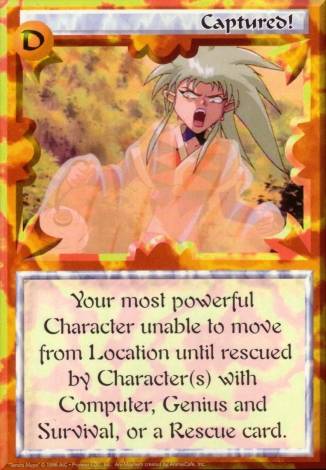 Captured!
D
Your most powerful
Character unable to move
from Location until rescued
by Character(s) with
Computer, Genius and
Survival, or a Rescue card.